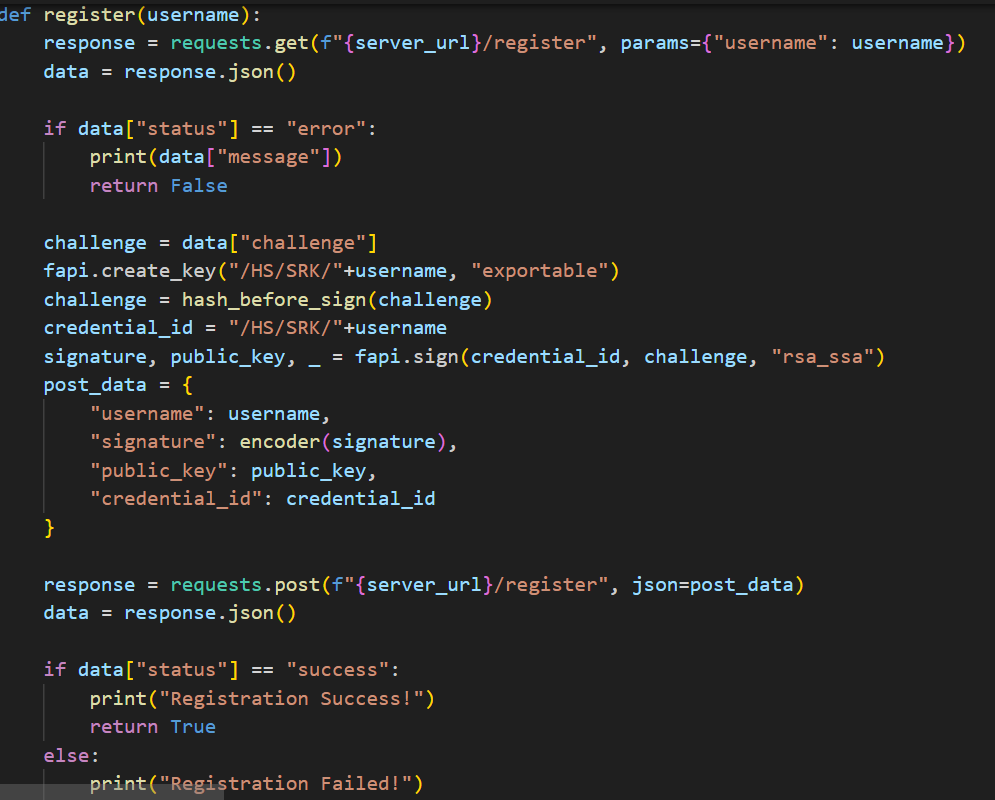 def register(username):
    response = requests.get(f"{server_url}/register", params={"username": username})
    data = response.json()

    if data["status"] == "error":
        print(data["message"])
        return False

    challenge = data["challenge"]
    fapi.create_key("/HS/SRK/"+username, "exportable")
    challenge = hash_before_sign(challenge)
    credential_id = "/HS/SRK/"+username
    signature, public_key, _ = fapi.sign(credential_id, challenge, "rsa_ssa")
    post_data = {
        "username": username,
        "signature": encoder(signature),
        "public_key": public_key,
        "credential_id": credential_id
    }

    response = requests.post(f"{server_url}/register", json=post_data)
    data = response.json()

    if data["status"] == "success":
        print("Registration Success!")
        return True
    else:
        print("Registration Failed!")